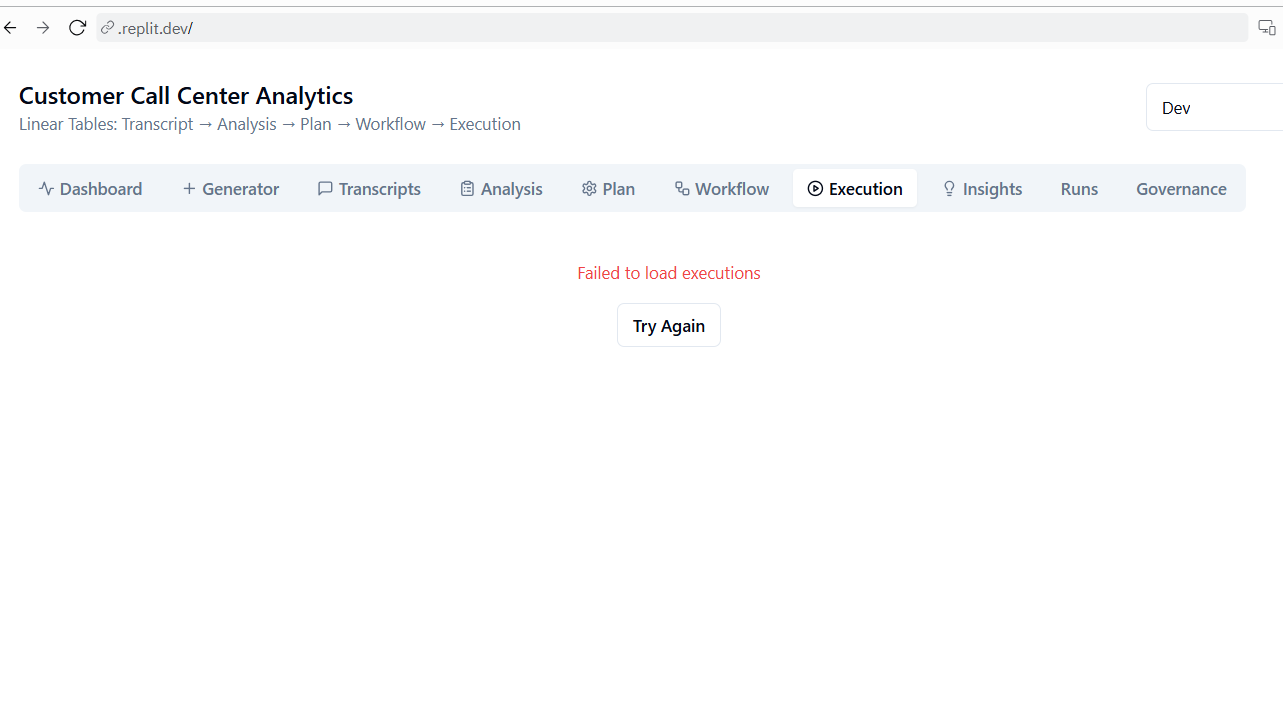 .replit.dev/
Customer Call Center Analytics
Dev
Linear Tables: Transcript → Analysis → Plan → Workflow → Execution
Dashboard Generator Transcripts Analysis Plan Workflow Execution Insights Runs Governance
Failed to load executions
Try Again